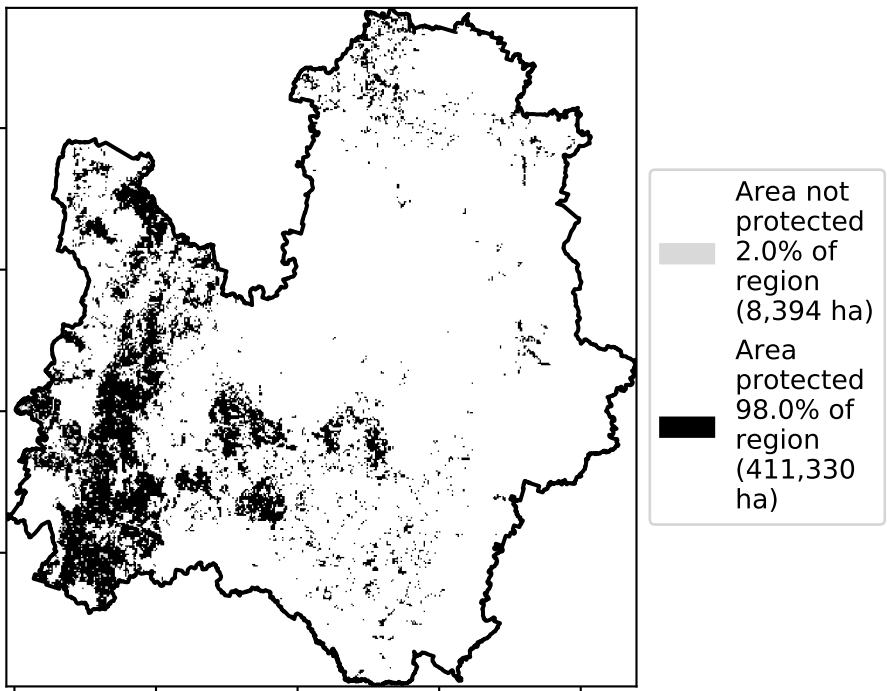 Area not
protected
2.0% of
region
(8,394 ha)
Area
protected
98.0% of
region
(411,330
ha)